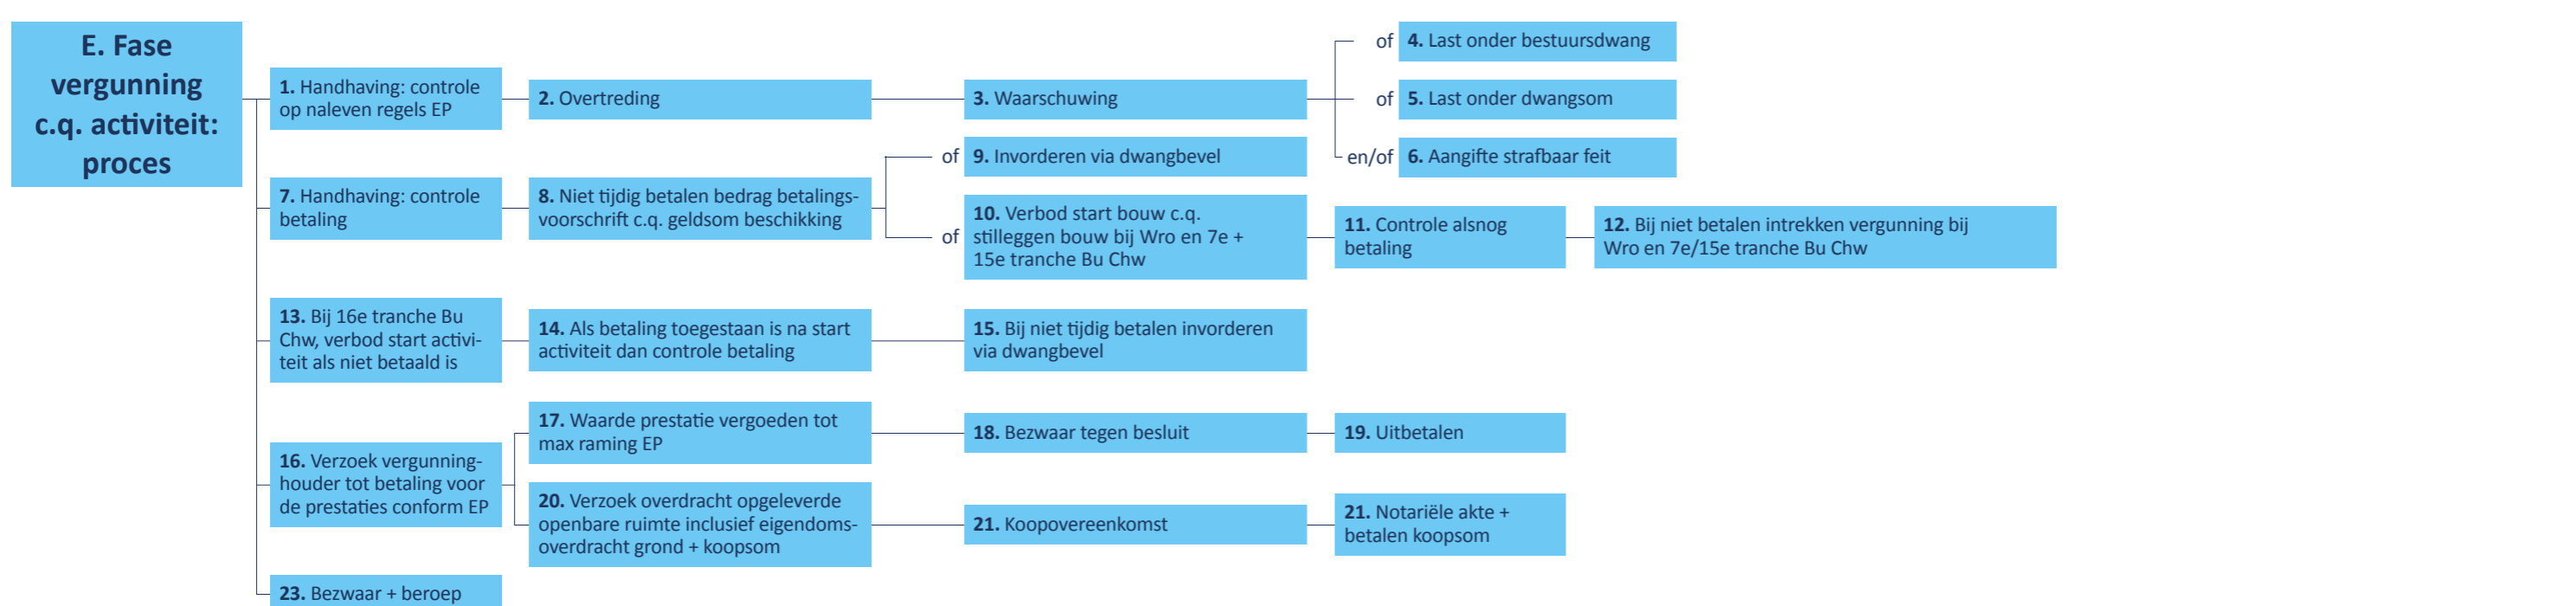 E. Fase
vergunning
c.q. activiteit:
proces
1. Handhaving: controle
op naleven regels EP
2. Overtreding
3. Waarschuwing
of
4. Last onder bestuursdwang
of
5. Last onder dwangsom
en/of
6. Aangifte strafbaar feit
7. Handhaving: controle
betaling
8. Niet tijdig betalen bedrag betalings-
voorschrift c.q. geldsom beschikking
of
9. Invorderen via dwangbevel
of
10. Verbod start bouw c.q.
stilleggen bouw bij Wro en 7e +
15e tranche Bu Chw
11. Controle alsnog
betaling
12. Bij niet betalen intrekken vergunning bij
Wro en 7e/15e tranche Bu Chw
13. Bij 16e tranche Bu
Chw, verbod start activi-
teit als niet betaald is
14. Als betaling toegestaan is na start
activiteit dan controle betaling
15. Bij niet tijdig betalen invorderen
via dwangbevel
16. Verzoek vergunning-
houder tot betaling voor
de prestaties conform EP
17. Waarde prestatie vergoeden tot
max raming EP
18. Bezwaar tegen besluit
19. Uitbetalen
20. Verzoek overdracht opgeleverde
openbare ruimte inclusief eigendoms-
overdracht grond + koopsom
21. Koopovereenkomst
21. Notariële akte +
betalen koopsom
23. Bezwaar + beroep